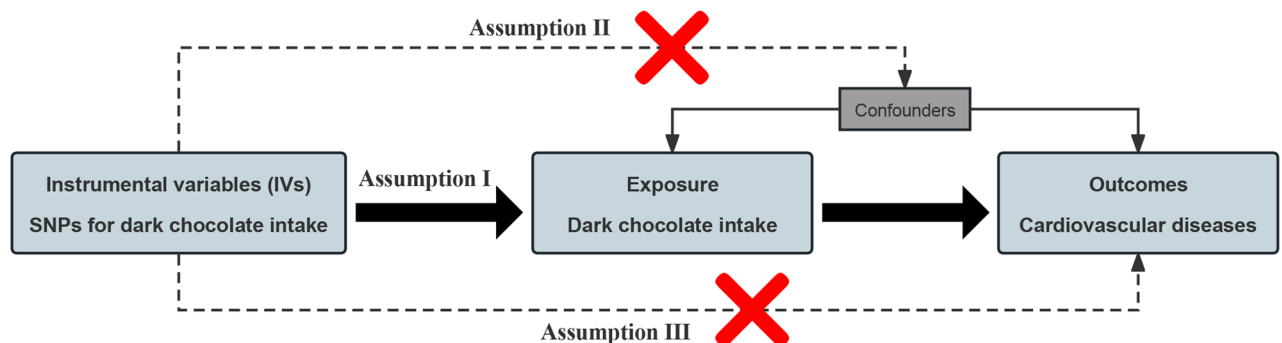 Assumption II
Confounders
Instrumental variables (IVs)
SNPs for dark chocolate intake
Assumption I
Exposure
Dark chocolate intake
Outcomes
Cardiovascular diseases
Assumption III